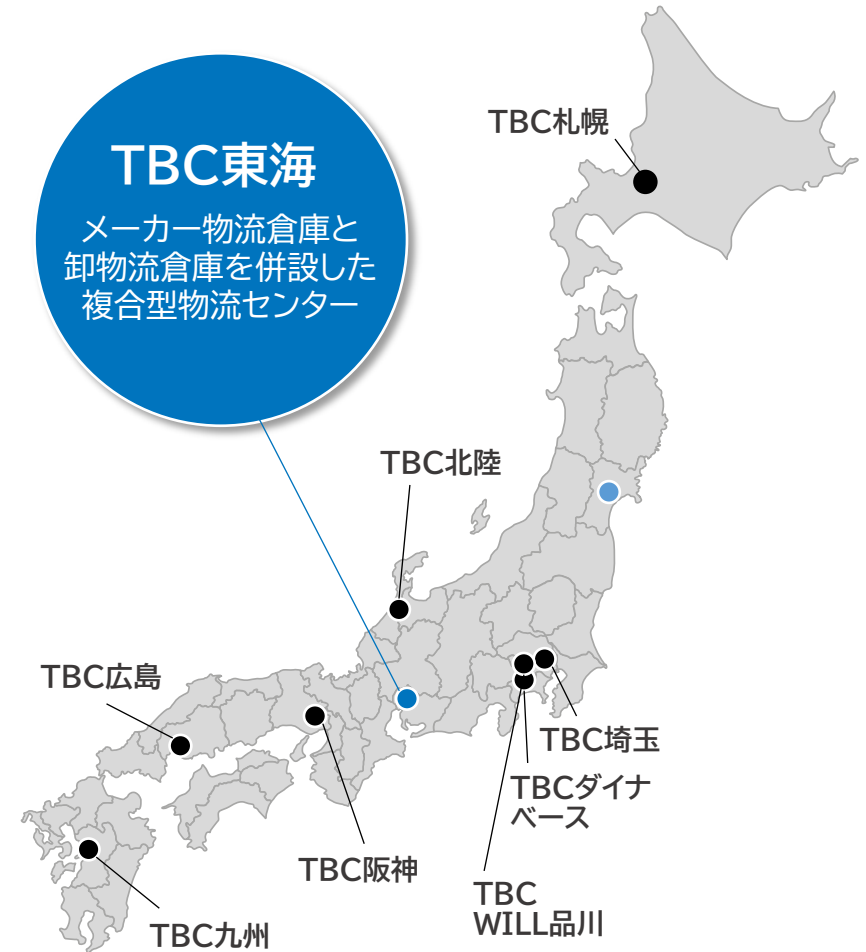 TBC札幌
TBC東海
メーカー物流倉庫と
卸物流倉庫を併設した
複合型物流センター
TBC北陸
TBC広島
TBC埼玉
TBCダイナ
ベース
TBC阪神
TBC
WILL品川
TBC九州